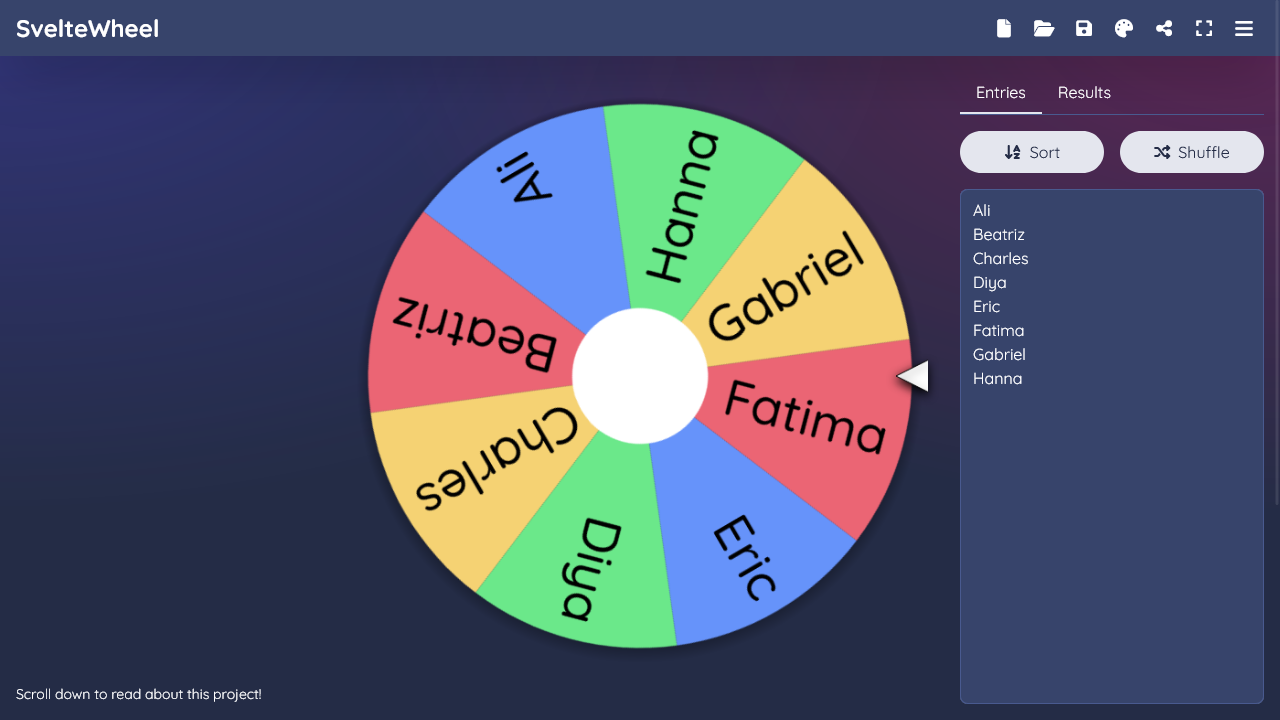 SvelteWheel
Entries Results
Sort Shuffle
Ali
Beatriz
Charles
Diya
Eric
Fatima
Gabriel
Hanna
Hanna
Gabriel
Fatima
Eric
Diya
Charles
Beatriz
Ali
Scroll down to read about this project!